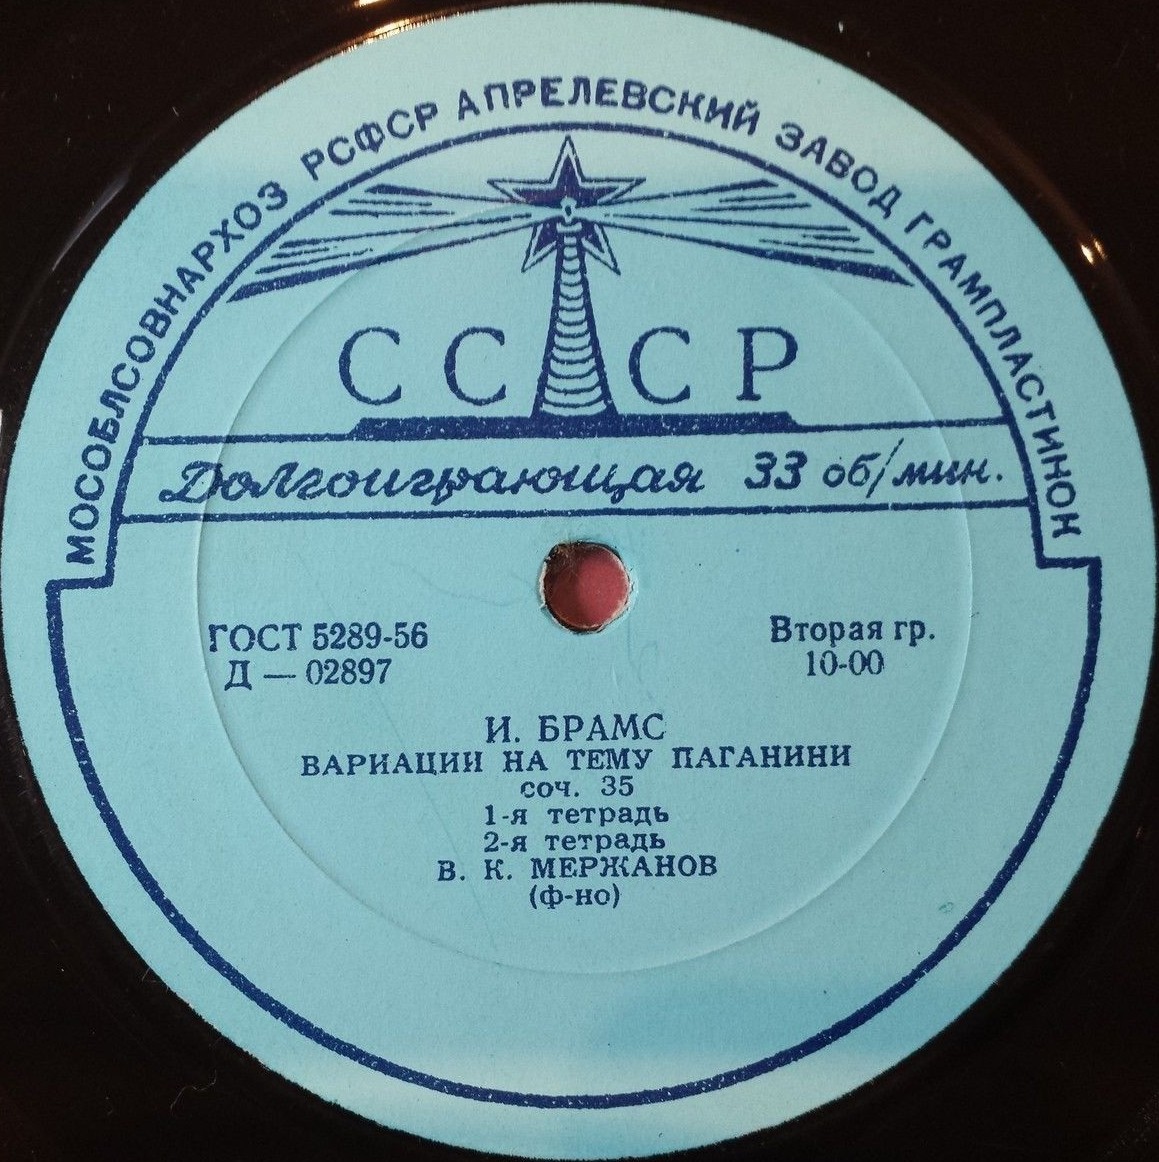 МОСОБЛСОВНАРХОЗ РСФСР АПРЕЛЕВСКИЙ ЗАВОД ГРАМПЛАСТИНОК
СССР
Долгоиграющая 33 об/мин.
ГОСТ 5289-56
Д — 02897
Вторая гр.
10-00
И. БРАМС
ВАРИАЦИИ НА ТЕМУ ПАГАНИНИ
соч. 35
1-я тетрадь
2-я тетрадь
В. К. МЕРЖАНОВ
(ф-но)